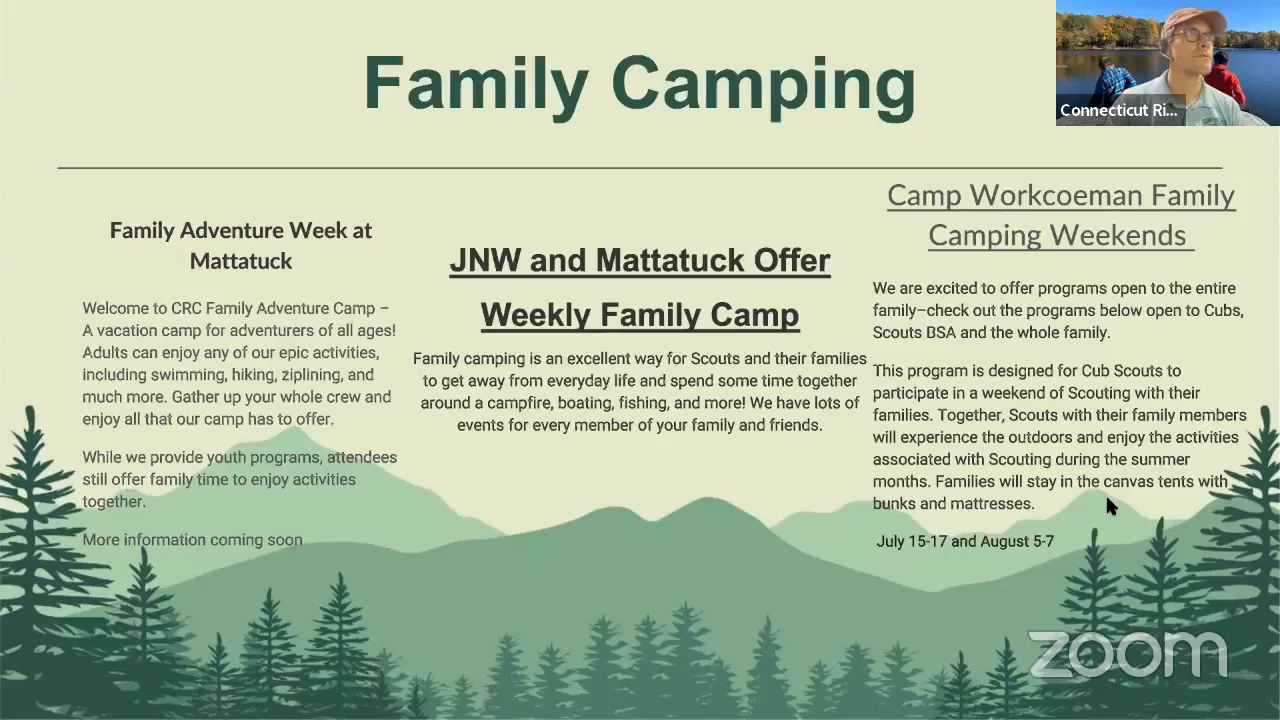 Family Camping
Connecticut Ri...
Family Adventure Week at
Mattatuck
Welcome to CRC Family Adventure Camp –
A vacation camp for adventurers of all ages!
Adults can enjoy any of our epic activities,
including swimming, hiking, ziplining, and
much more. Gather up your whole crew and
enjoy all that our camp has to offer.
While we provide youth programs, attendees
still offer family time to enjoy activities
together.
More information coming soon
JNW and Mattatuck Offer
Weekly Family Camp
Family camping is an excellent way for Scouts and their families
to get away from everyday life and spend some time together
around a campfire, boating, fishing, and more! We have lots of
events for every member of your family and friends.
Camp Workcoeman Family
Camping Weekends
We are excited to offer programs open to the entire
family–check out the programs below open to Cubs,
Scouts BSA and the whole family.
This program is designed for Cub Scouts to
participate in a weekend of Scouting with their
families. Together, Scouts with their family members
will experience the outdoors and enjoy the activities
associated with Scouting during the summer
months. Families will stay in the canvas tents with
bunks and mattresses.
July 15-17 and August 5-7
zoom